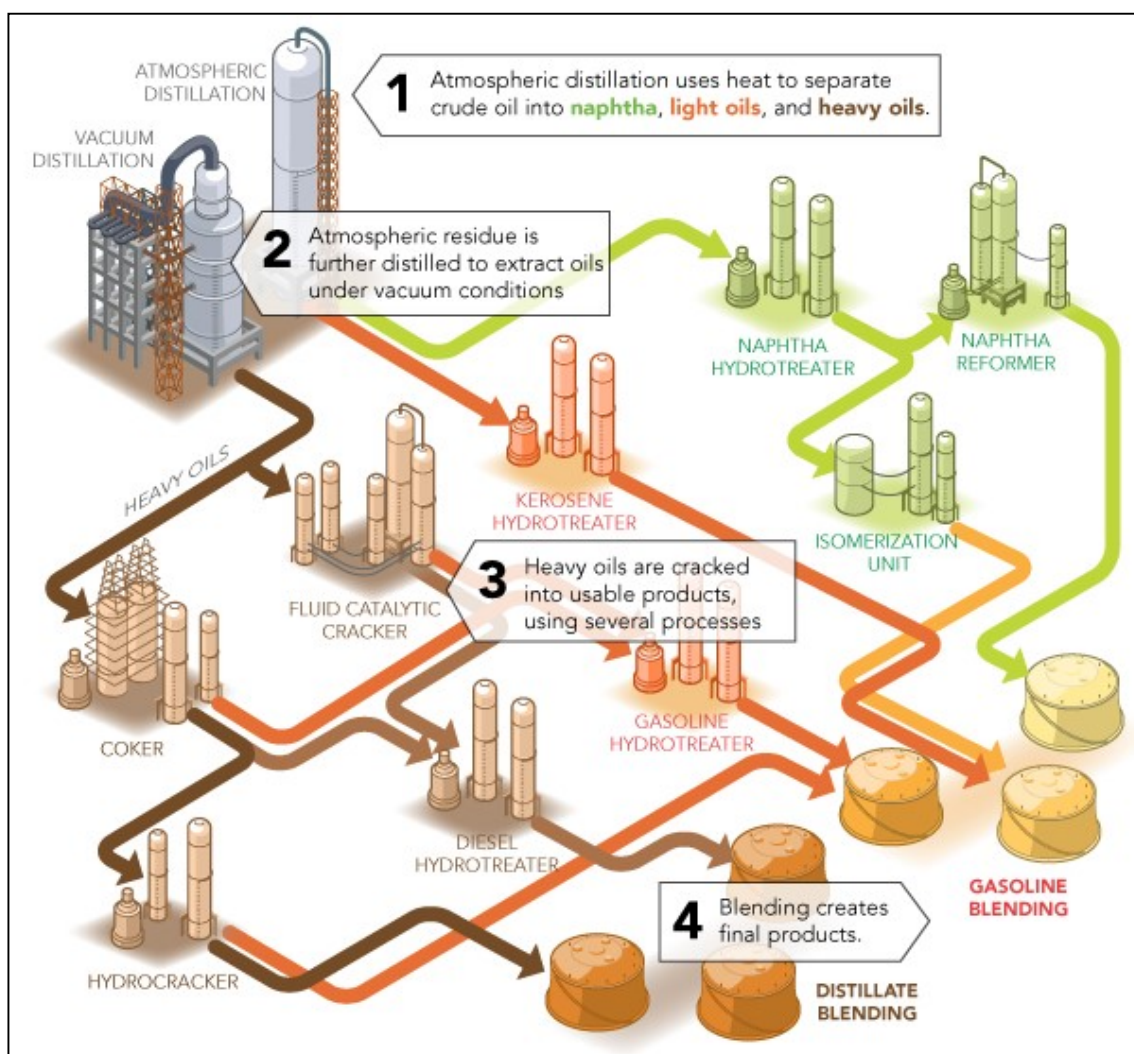 ATMOSPHERIC
DISTILLATION
1
Atmospheric distillation uses heat to separate
crude oil into naphtha, light oils, and heavy oils.
VACUUM
DISTILLATION
2
Atmospheric residue is
further distilled to extract oils
under vacuum conditions
NAPHTHA
HYDROTREATER
NAPHTHA
REFORMER
HEAVY OILS
KEROSENE
HYDROTREATER
ISOMERIZATION
UNIT
FLUID CATALYTIC
CRACKER
3
Heavy oils are cracked
into usable products,
using several processes
COKER
GASOLINE
HYDROTREATER
DIESEL
HYDROTREATER
GASOLINE
BLENDING
4
Blending creates
final products.
HYDROCRACKER
DISTILLATE
BLENDING